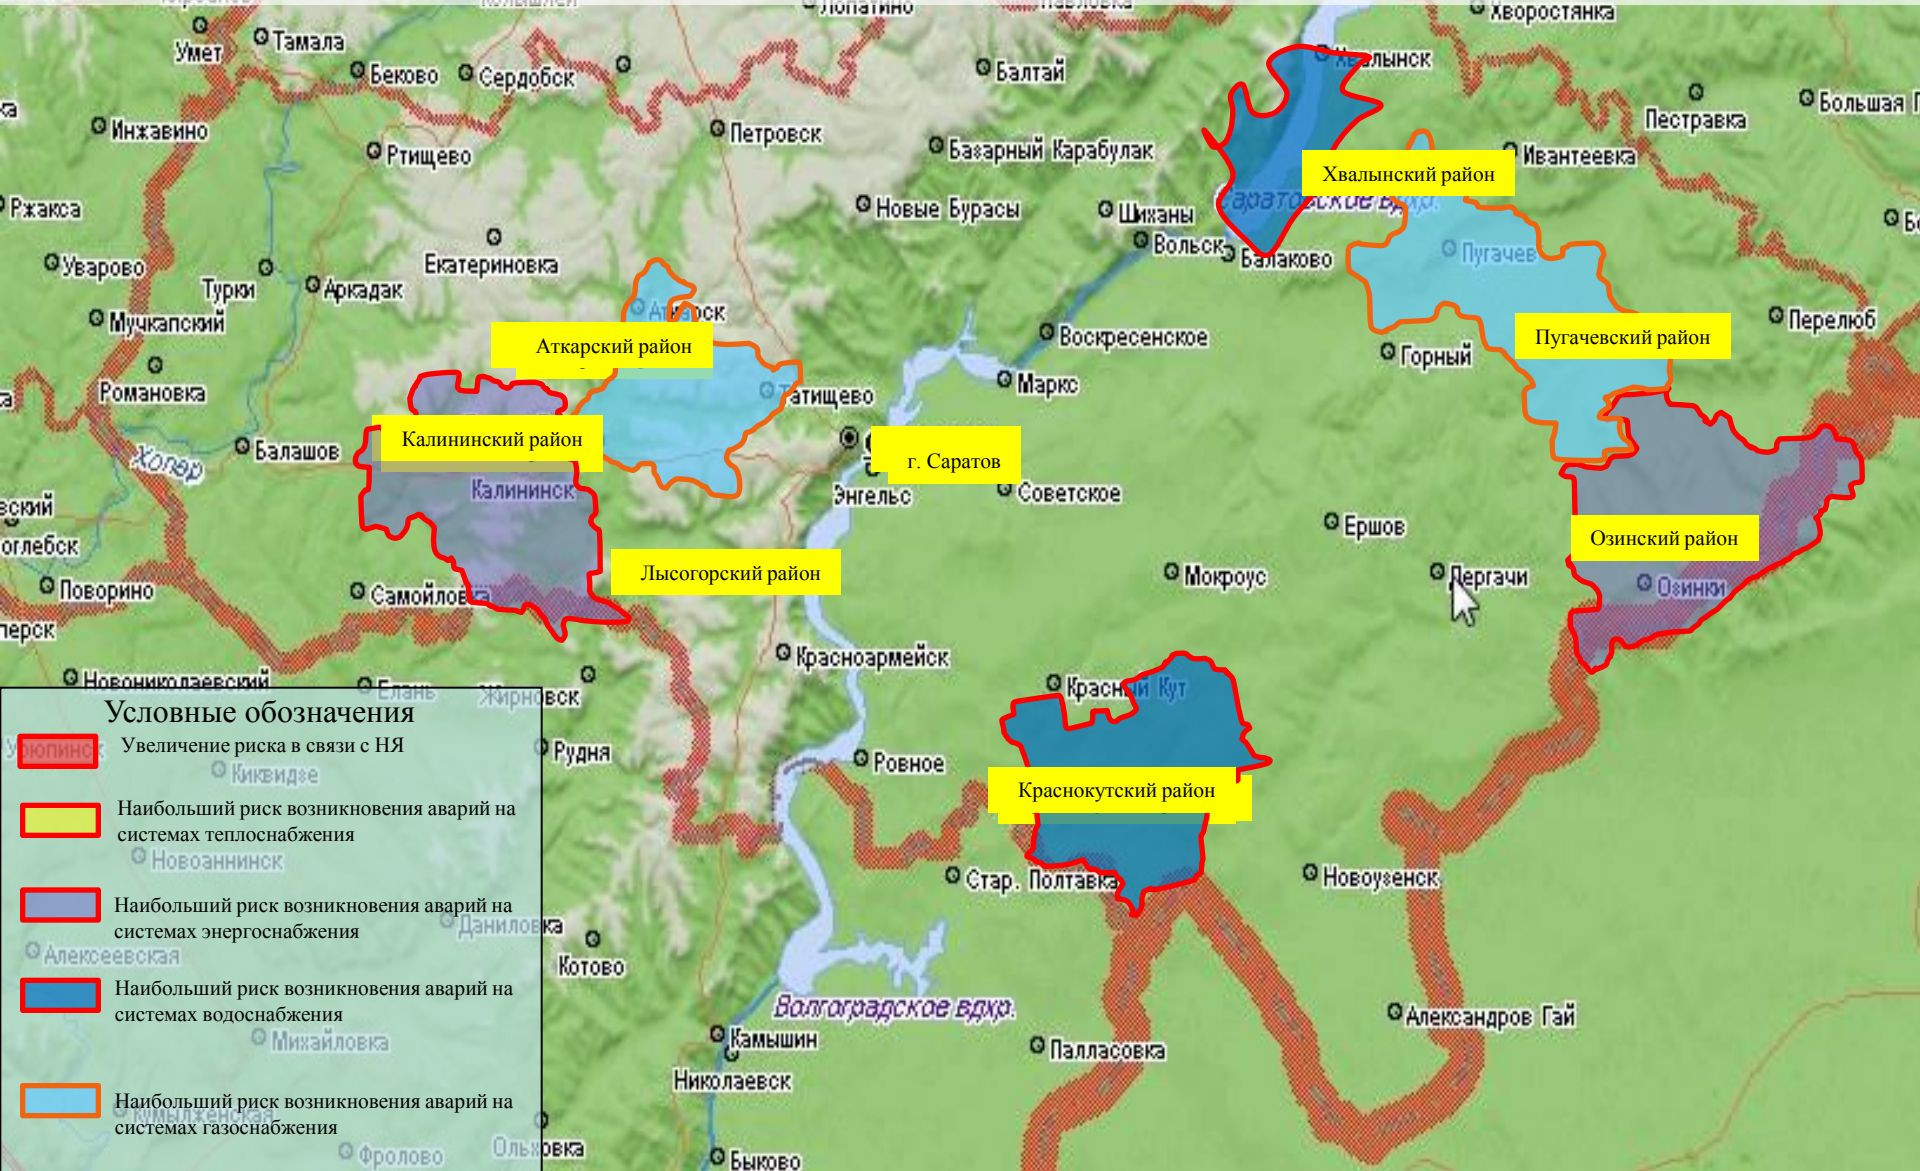 Лопатино
Хворостянка
Умет
Тамала
Беково
Сердобск
Балтай
Хвалынск
Пестравка
Инжавино
Ртищево
Петровск
Базарный Карабулак
Ивантеевка
Хвалынский район
Ржакса
Новые Бурасы
Шиханы
Саратовское вдхр.
Вольск
Балаково
Пугачев
Екатериновка
Уварово
Турки
Аркадак
Аткарск
Мучкапский
Аткарский район
Воскресенское
Горный
Пугачевский район
Перелюб
Романовка
Татищево
Маркс
Балашов
Калининский район
Хопер
Калининск
г. Саратов
Энгельс
Советское
Ершов
Озинский район
Поворино
Самойловка
Лысогорский район
Мокроус
Дергачи
Озинки
Красноармейск
Новониколаевский
Елань
Жирновск
Красный Кут
Условные обозначения
Увеличение риска в связи с НЯ
Урюпинск
Киквидзе
Рудня
Ровное
Краснокутский район
Наибольший риск возникновения аварий на
системах теплоснабжения
Новоаннинск
Стар. Полтавка
Новоузенск
Наибольший риск возникновения аварий на
системах энергоснабжения
Даниловка
Алексеевская
Котово
Наибольший риск возникновения аварий на
системах водоснабжения
Волгоградское вдхр.
Александров Гай
Михайловка
Камышин
Палласовка
Николаевск
Наибольший риск возникновения аварий на
системах газоснабжения
Кумылженская
Фролово
Ольховка
Быково